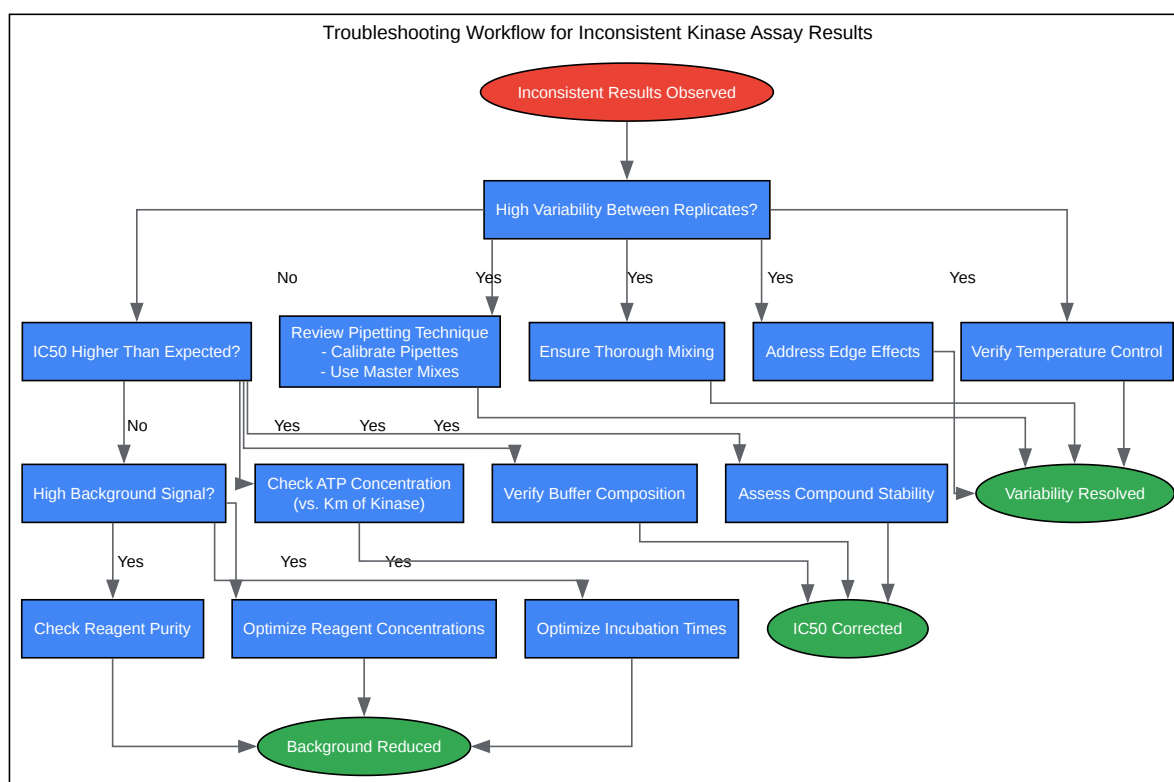 Troubleshooting Workflow for Inconsistent Kinase Assay Results
Inconsistent Results Observed
High Variability Between Replicates?
No
Yes
Yes
Yes
Yes
IC50 Higher Than Expected?
Review Pipetting Technique
- Calibrate Pipettes
- Use Master Mixes
Ensure Thorough Mixing
Address Edge Effects
Verify Temperature Control
No
Yes
Yes
Yes
High Background Signal?
Check ATP Concentration
(vs. Km of Kinase)
Verify Buffer Composition
Assess Compound Stability
Variability Resolved
Yes
Yes
Yes
Check Reagent Purity
Optimize Reagent Concentrations
Optimize Incubation Times
IC50 Corrected
Background Reduced